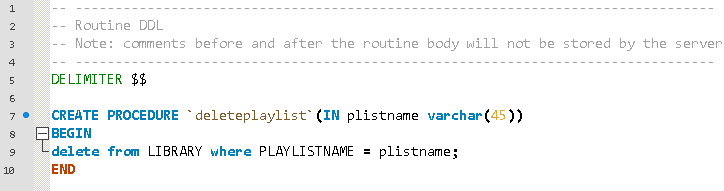 1 -- --------------------------------------------------------------------------------
2 -- Routine DDL
3 -- Note: comments before and after the routine body will not be stored by the server
4 -- --------------------------------------------------------------------------------
5 DELIMITER $$
6
7 CREATE PROCEDURE `deleteplaylist`(IN plistname varchar(45))
8 BEGIN
9 delete from LIBRARY where PLAYLISTNAME = plistname;
10 END